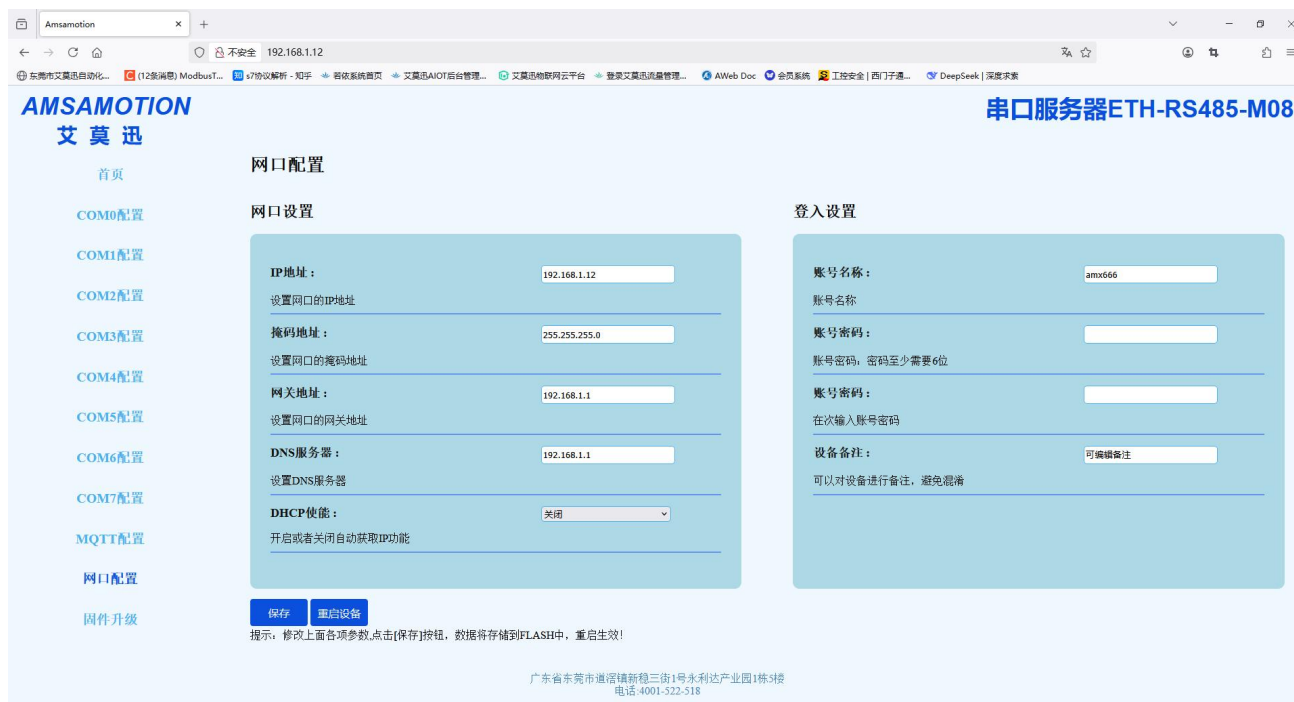 Amsamotion
不安全 192.168.1.12
东莞市艾莫迅自动化... (12条消息) ModbusT... s7协议解析 - 知乎 若依系统首页 艾莫迅AIOT后台管理... 艾莫迅物联网云平台 登录艾莫迅流量管理... AWeb Doc 会员系统 工控安全 | 西门子通... DeepSeek | 深度求索
AMSAMOTION
艾莫迅
串口服务器ETH-RS485-M08
首页
COM0配置
COM1配置
COM2配置
COM3配置
COM4配置
COM5配置
COM6配置
COM7配置
MQTT配置
网口配置
固件升级
网口配置
网口设置
IP地址： 192.168.1.12
设置网口的IP地址
掩码地址： 255.255.255.0
设置网口的掩码地址
网关地址： 192.168.1.1
设置网口的网关地址
DNS服务器： 192.168.1.1
设置DNS服务器
DHCP使能： 关闭
开启或者关闭自动获取IP功能
登入设置
账号名称： amx666
账号名称
账号密码：
账号密码，密码至少需要6位
账号密码：
在次输入账号密码
设备备注： 可编辑备注
可以对设备进行备注，避免混淆
保存 重启设备
提示：修改上面各项参数,点击[保存]按钮，数据将存储到FLASH中，重启生效！
广东省东莞市道滘镇新稳三街1号永利达产业园1栋5楼
电话:4001-522-518